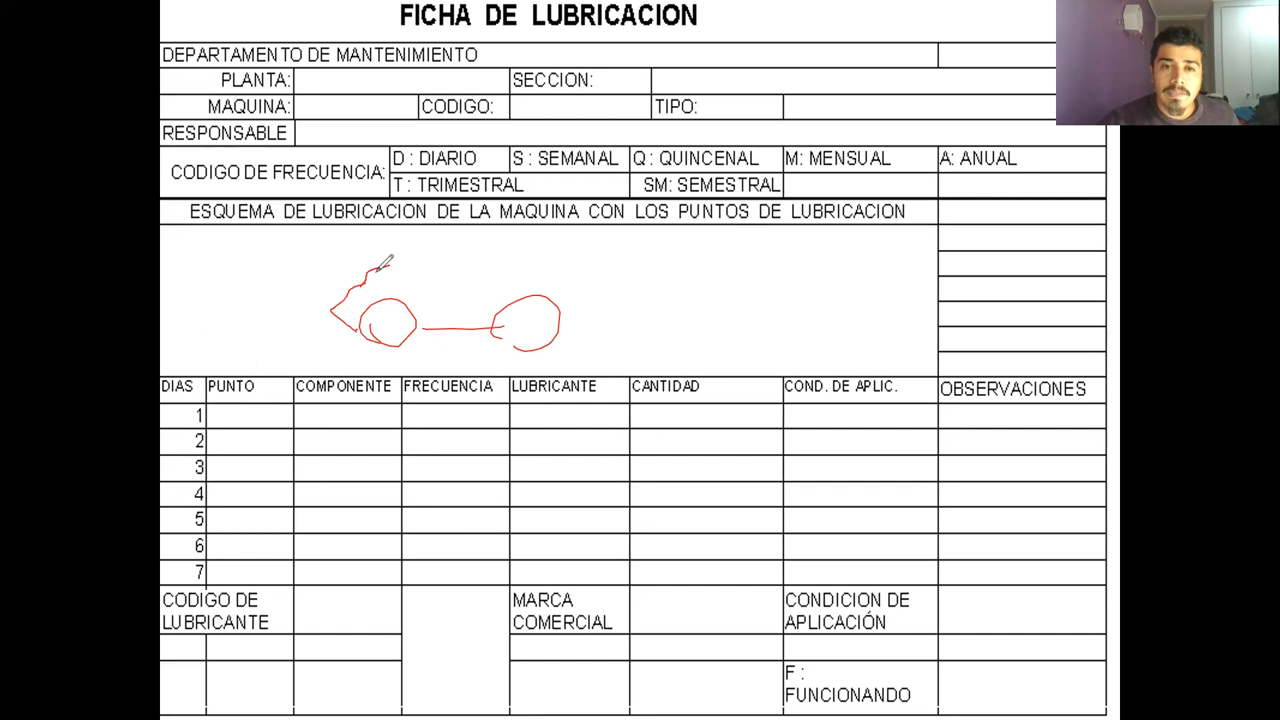 FICHA DE LUBRICACION
DEPARTAMENTO DE MANTENIMIENTO
PLANTA: SECCION:
MAQUINA: CODIGO: TIPO:
RESPONSABLE
CODIGO DE FRECUENCIA: D : DIARIO S : SEMANAL Q : QUINCENAL M: MENSUAL A: ANUAL
T : TRIMESTRAL SM: SEMESTRAL
ESQUEMA DE LUBRICACION DE LA MAQUINA CON LOS PUNTOS DE LUBRICACION
DIAS PUNTO COMPONENTE FRECUENCIA LUBRICANTE CANTIDAD COND. DE APLIC. OBSERVACIONES
1
2
3
4
5
6
7
CODIGO DE LUBRICANTE MARCA COMERCIAL CONDICION DE APLICACIÓN
F : FUNCIONANDO